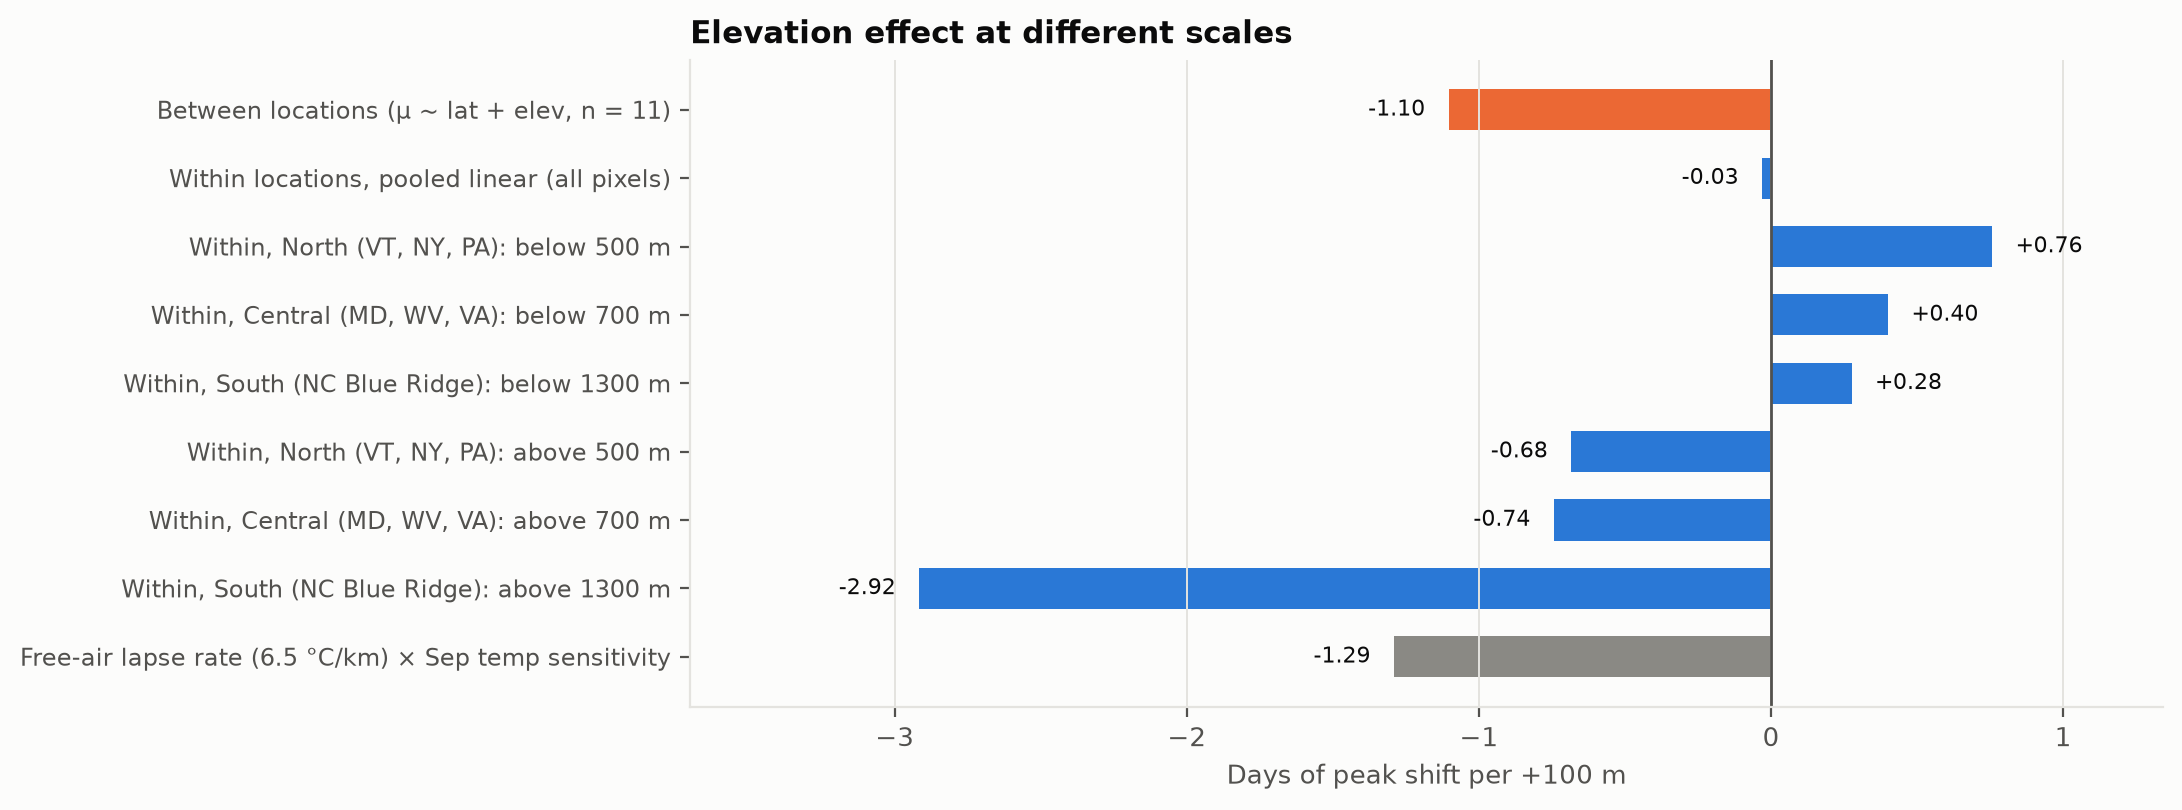 Elevation effect at different scales
Between locations (μ ~ lat + elev, n = 11)
-1.10
Within locations, pooled linear (all pixels)
-0.03
Within, North (VT, NY, PA): below 500 m
+0.76
Within, Central (MD, WV, VA): below 700 m
+0.40
Within, South (NC Blue Ridge): below 1300 m
+0.28
Within, North (VT, NY, PA): above 500 m
-0.68
Within, Central (MD, WV, VA): above 700 m
-0.74
Within, South (NC Blue Ridge): above 1300 m
-2.92
Free-air lapse rate (6.5 °C/km) × Sep temp sensitivity
-1.29
−3 −2 −1 0 1
Days of peak shift per +100 m